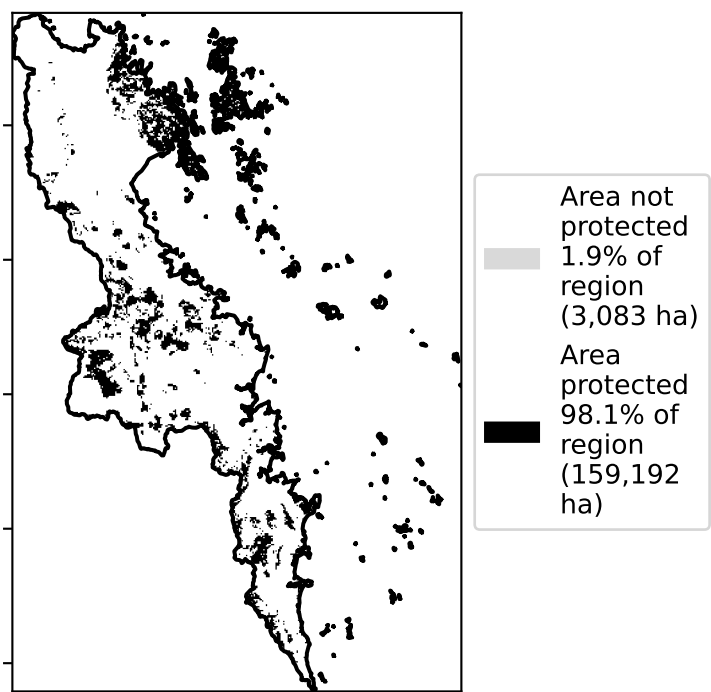 Area not
protected
1.9% of
region
(3,083 ha)
Area
protected
98.1% of
region
(159,192
ha)